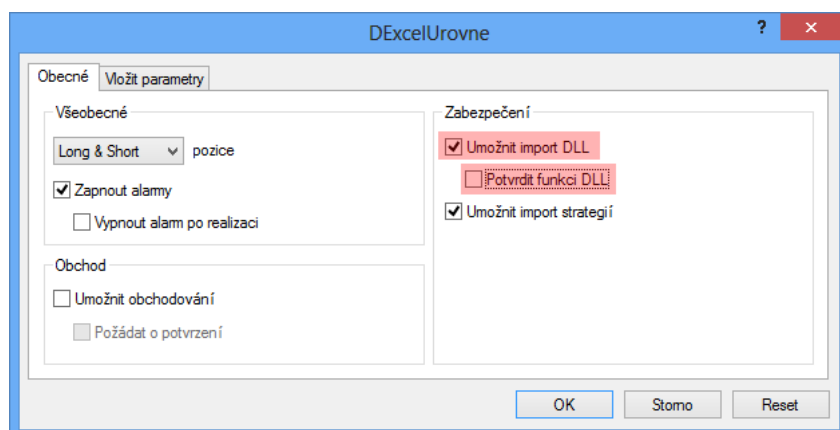 DExcelUrovne
?
Obecné
Vložit parametry
Všeobecné
Long & Short
pozice
Zapnout alarmy
Vypnout alarm po realizaci
Obchod
Umožnit obchodování
Požádat o potvrzení
Zabezpečení
Umožnit import DLL
Potvrdit funkci DLL
Umožnit import strategií
OK
Storno
Reset